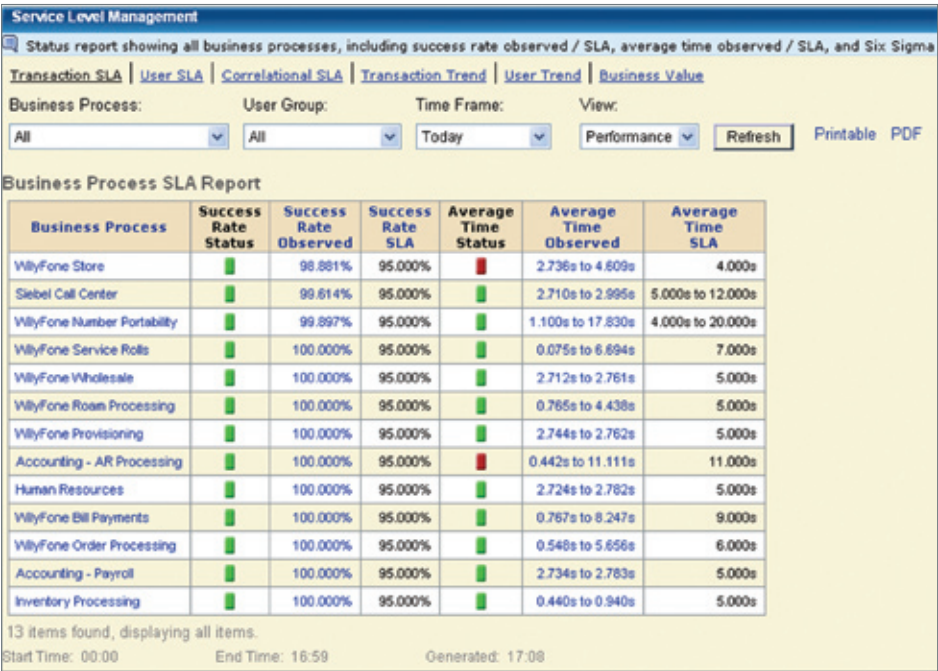 Service Level Management
Status report showing all business processes, including success rate observed / SLA, average time observed / SLA, and Six Sigma
Transaction SLA | User SLA | Correlational SLA | Transaction Trend | User Trend | Business Value
Business Process: User Group: Time Frame: View:
All All Today Performance Refresh Printable PDF
Business Process SLA Report
Business Process Success Rate Status Success Rate Observed Success Rate SLA Average Time Status Average Time Observed Average Time SLA
WillyFone Store 98.881% 95.000% 2.736s to 4.609s 4.000s
Siebel Call Center 99.614% 95.000% 2.710s to 2.995s 5.000s to 12.000s
WillyFone Number Portability 99.897% 95.000% 1.100s to 17.830s 4.000s to 20.000s
WillyFone Service Rolls 100.000% 95.000% 0.075s to 6.694s 7.000s
WillyFone Wholesale 100.000% 95.000% 2.712s to 2.761s 5.000s
WillyFone Roam Processing 100.000% 95.000% 0.765s to 4.438s 5.000s
WillyFone Provisioning 100.000% 95.000% 2.744s to 2.762s 5.000s
Accounting - AR Processing 100.000% 95.000% 0.442s to 11.111s 11.000s
Human Resources 100.000% 95.000% 2.724s to 2.782s 5.000s
WillyFone Bill Payments 100.000% 95.000% 0.767s to 8.247s 9.000s
WillyFone Order Processing 100.000% 95.000% 0.548s to 5.656s 6.000s
Accounting - Payroll 100.000% 95.000% 2.734s to 2.783s 5.000s
Inventory Processing 100.000% 95.000% 0.440s to 0.940s 5.000s
13 items found, displaying all items.
Start Time: 00:00 End Time: 16:59 Generated: 17:08